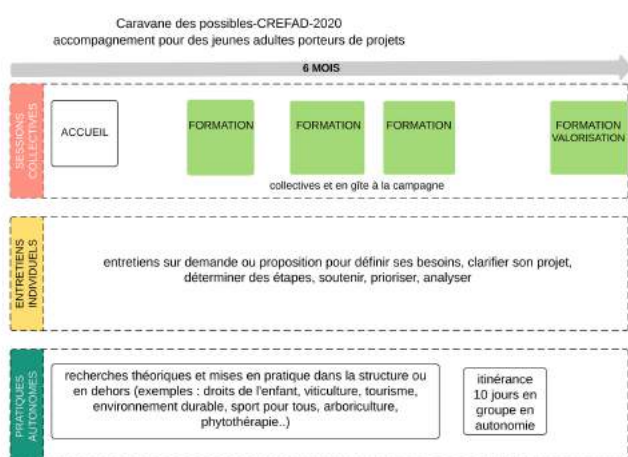 Caravane des possibles-CREFAD-2020
accompagnement pour des jeunes adultes porteurs de projets
6 MOIS
SESSIONS
COLLECTIVES
ACCUEIL
FORMATION
FORMATION
FORMATION
FORMATION
VALORISATION
collectives et en gîte à la campagne
ENTRETIENS
INDIVIDUELS
entretiens sur demande ou proposition pour définir ses besoins, clarifier son projet,
déterminer des étapes, soutenir, prioriser, analyser
PRATIQUES
AUTONOMES
recherches théoriques et mises en pratique dans la structure ou
en dehors (exemples : droits de l'enfant, viticulture, tourisme,
environnement durable, sport pour tous, arboriculture,
phytothérapie..)
itinérance
10 jours en
groupe en
autonomie